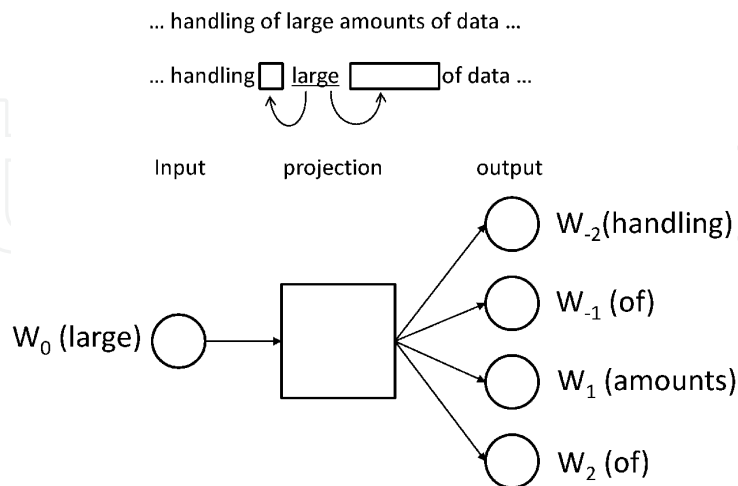 ... handling of large amounts of data ...
... handling large of data ...
Input projection output
W-2(handling)
W-1 (of)
W0 (large)
W1 (amounts)
W2 (of)